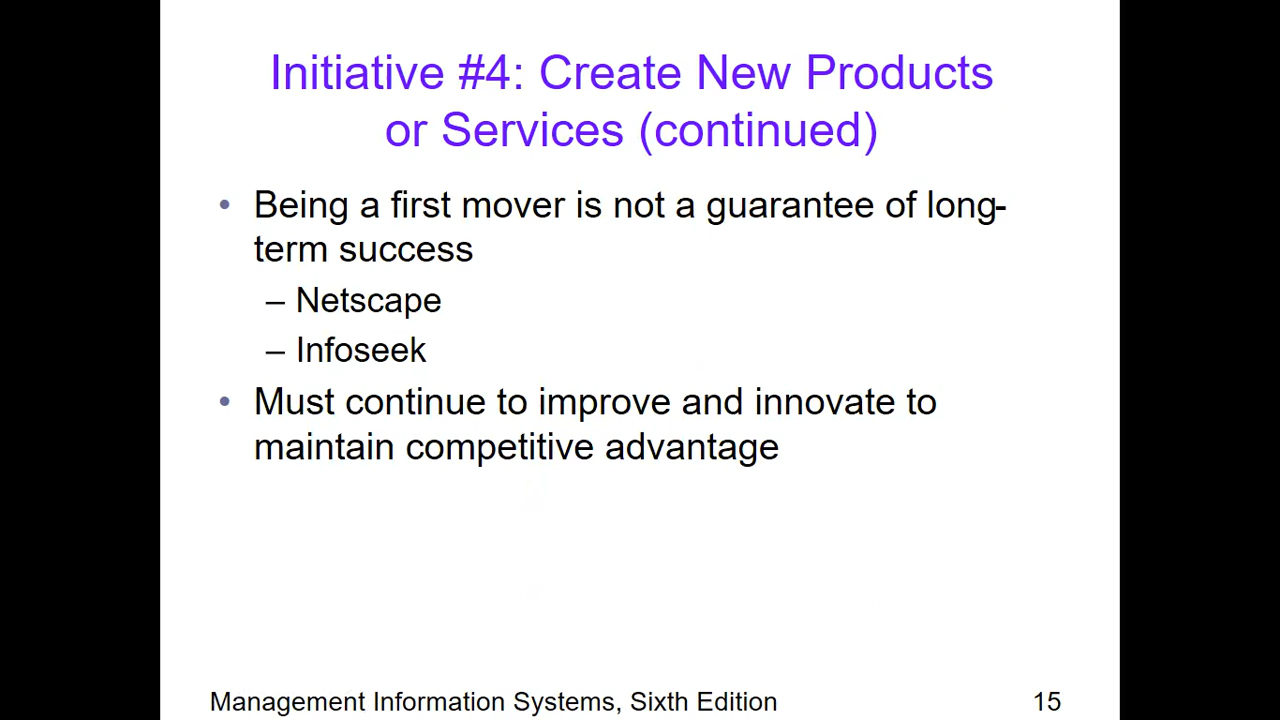 Initiative #4: Create New Products
or Services (continued)
• Being a first mover is not a guarantee of long-
term success
– Netscape
– Infoseek
• Must continue to improve and innovate to
maintain competitive advantage
Management Information Systems, Sixth Edition 15